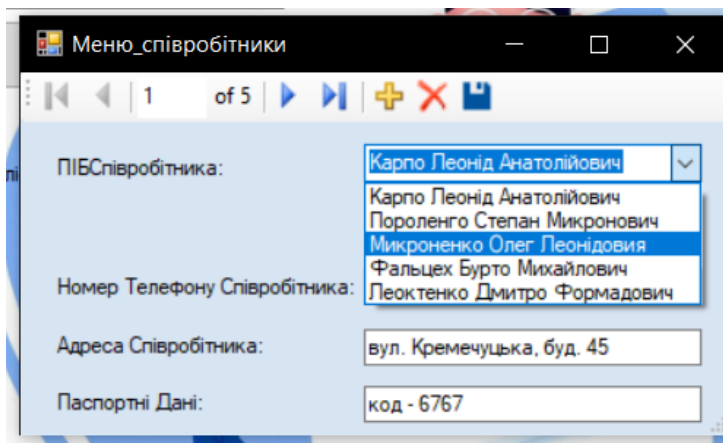 Меню_співробітники
1 of 5
ПІБСпівробітника: Карпо Леонід Анатолійович
Карпо Леонід Анатолійович
Пороленго Степан Микронович
Микроненко Олег Леонідовия
Фальцех Бурто Михайлович
Номер Телефону Співробітника: Леоктенко Дмитро Формадович
Адреса Співробітника: вул. Кремечуцька, буд. 45
Паспортні Дані: код - 6767